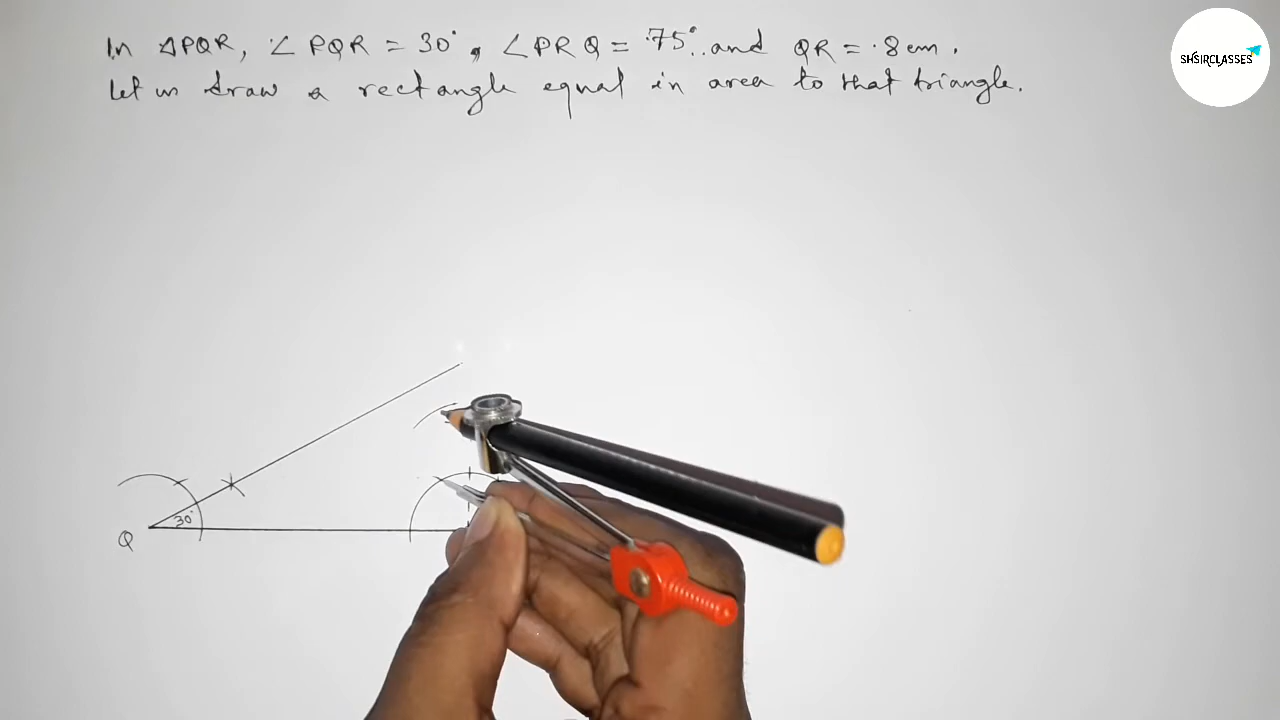 In △PQR, ∠PQR = 30°, ∠PRQ = 75° and QR = 8 cm.
Let us draw a rectangle equal in area to that triangle.
SHSIRCLASSES
30°
Q